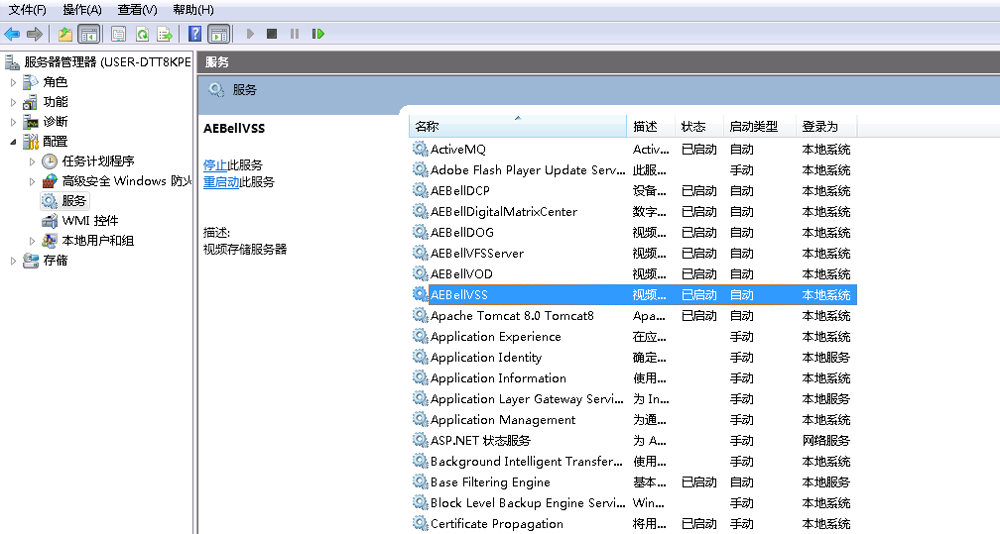 文件(F) 操作(A) 查看(V) 帮助(H)
服务器管理器 (USER-DTT8KPE
角色
功能
诊断
配置
任务计划程序
高级安全 Windows 防火
服务
WMI 控件
本地用户和组
存储
服务
服务
AEBellVSS
停止此服务
重启动此服务
描述:
视频存储服务器
名称 描述 状态 启动类型 登录为
ActiveMQ Activ... 已启动 自动 本地系统
Adobe Flash Player Update Serv... 此服... 手动 本地系统
AEBellDCP 设备... 已启动 自动 本地系统
AEBellDigitalMatrixCenter 数字... 已启动 自动 本地系统
AEBellDOG 视频... 已启动 自动 本地系统
AEBellVFSServer 视频... 已启动 自动 本地系统
AEBellVOD 视频... 已启动 自动 本地系统
AEBellVSS 视频... 已启动 自动 本地系统
Apache Tomcat 8.0 Tomcat8 Apa... 已启动 自动 本地系统
Application Experience 在应... 手动 本地系统
Application Identity 确定... 手动 本地服务
Application Information 使用... 手动 本地系统
Application Layer Gateway Servi... 为 In... 手动 本地服务
Application Management 为通... 手动 本地系统
ASP.NET 状态服务 为 A... 手动 网络服务
Background Intelligent Transfer... 使用... 手动 本地系统
Base Filtering Engine 基本... 已启动 自动 本地服务
Block Level Backup Engine Servi... Win... 手动 本地系统
Certificate Propagation 将用... 已启动 手动 本地系统